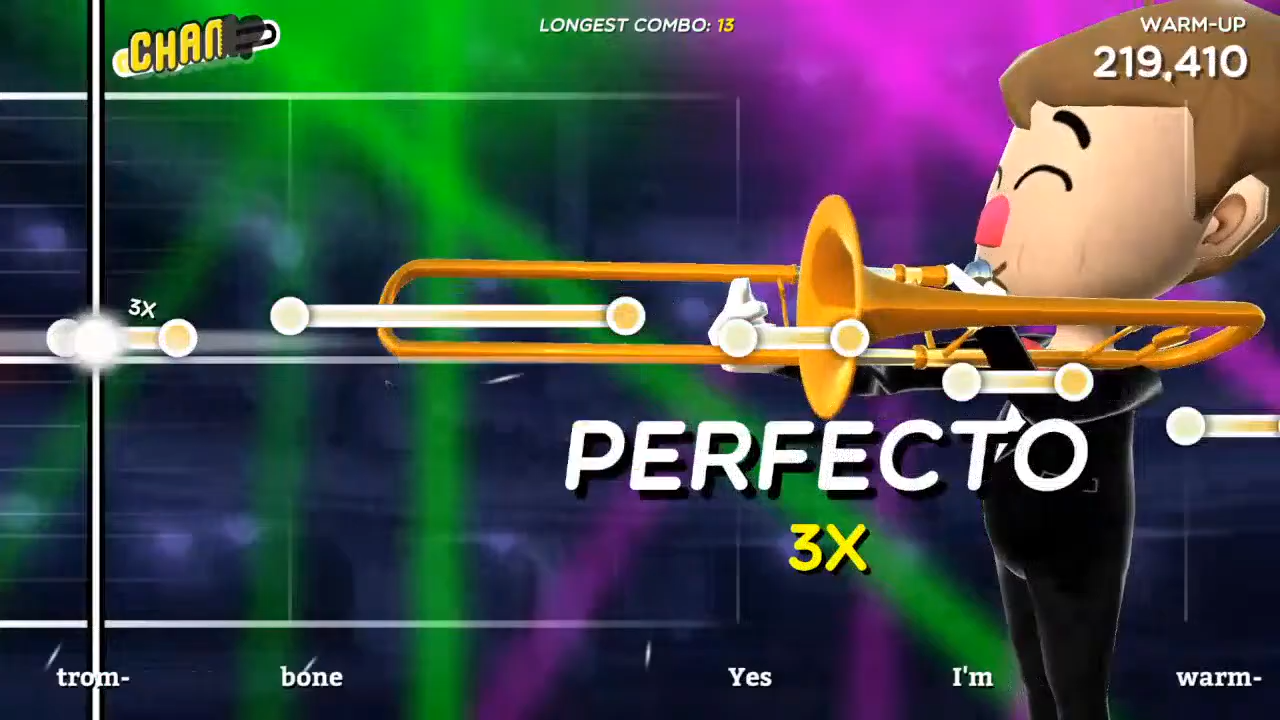 CHAMP
LONGEST COMBO: 13
WARM-UP
219,410
3X
PERFECTO
3X
trom- bone Yes I'm warm-